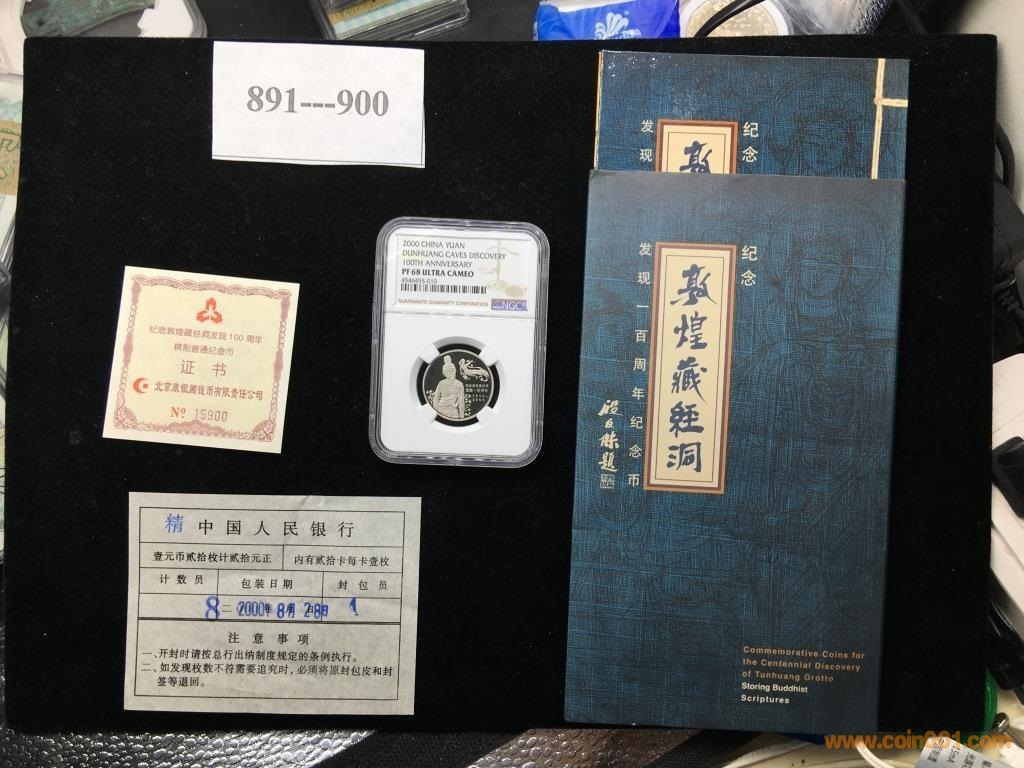 891---900
纪念
发现
敦
2000 CHINA YUAN
DUNHUANG CAVES DISCOVERY
100TH ANNIVERSARY
PF 68 ULTRA CAMEO
4546455-010
NUMISMATIC GUARANTY CORPORATION
NGC
纪念敦煌藏经洞发现100周年
精制普通纪念币
证书
北京康银阁钱币有限责任公司
Nº 15900
纪念
敦煌藏经洞
发现一百周年纪念币
精 中国人民银行
壹元币贰拾枚计贰拾元正
内有贰拾卡每卡壹枚
计数员
包装日期
封包员
8
2000年8月28日
注意事项
一、开封时请按总行出纳制度规定的条例执行。
二、如发现枚数不符需要追究时,必须将原封包皮和封
签等退回。
Commemorative Coins for
the Centennial Discovery
of Tunhuang Grotto
Storing Buddhist
Scriptures
www.coin001.com